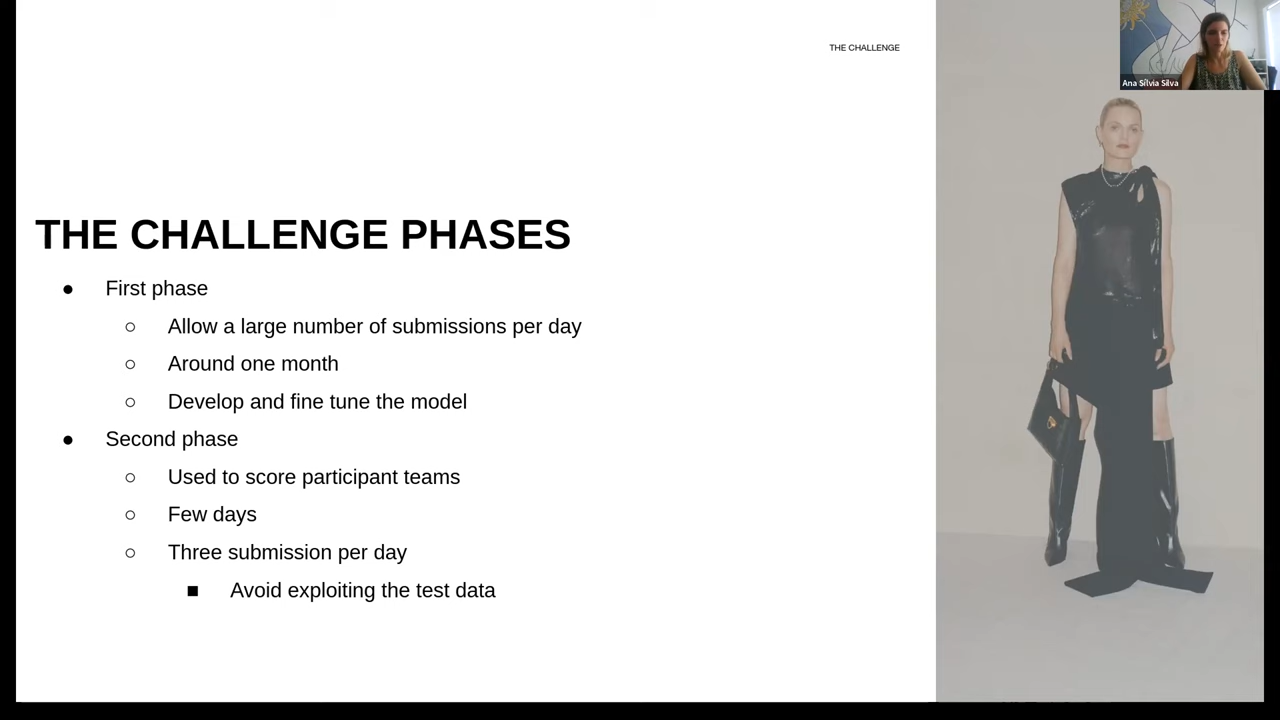 THE CHALLENGE
Ana Sílvia Silva
THE CHALLENGE PHASES
● First phase
○ Allow a large number of submissions per day
○ Around one month
○ Develop and fine tune the model
● Second phase
○ Used to score participant teams
○ Few days
○ Three submission per day
■ Avoid exploiting the test data